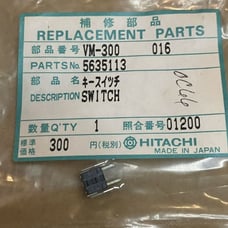 補修部品
REPLACEMENT PARTS
部品番号 VM-300 016
PARTS NO. 5635113
部品名 キースイッチ
DESCRIPTION SWITCH
OC66
数量 Q'TY 1 照合番号 01200
標準価格 300 円(税別) HITACHI
MADE IN JAPAN